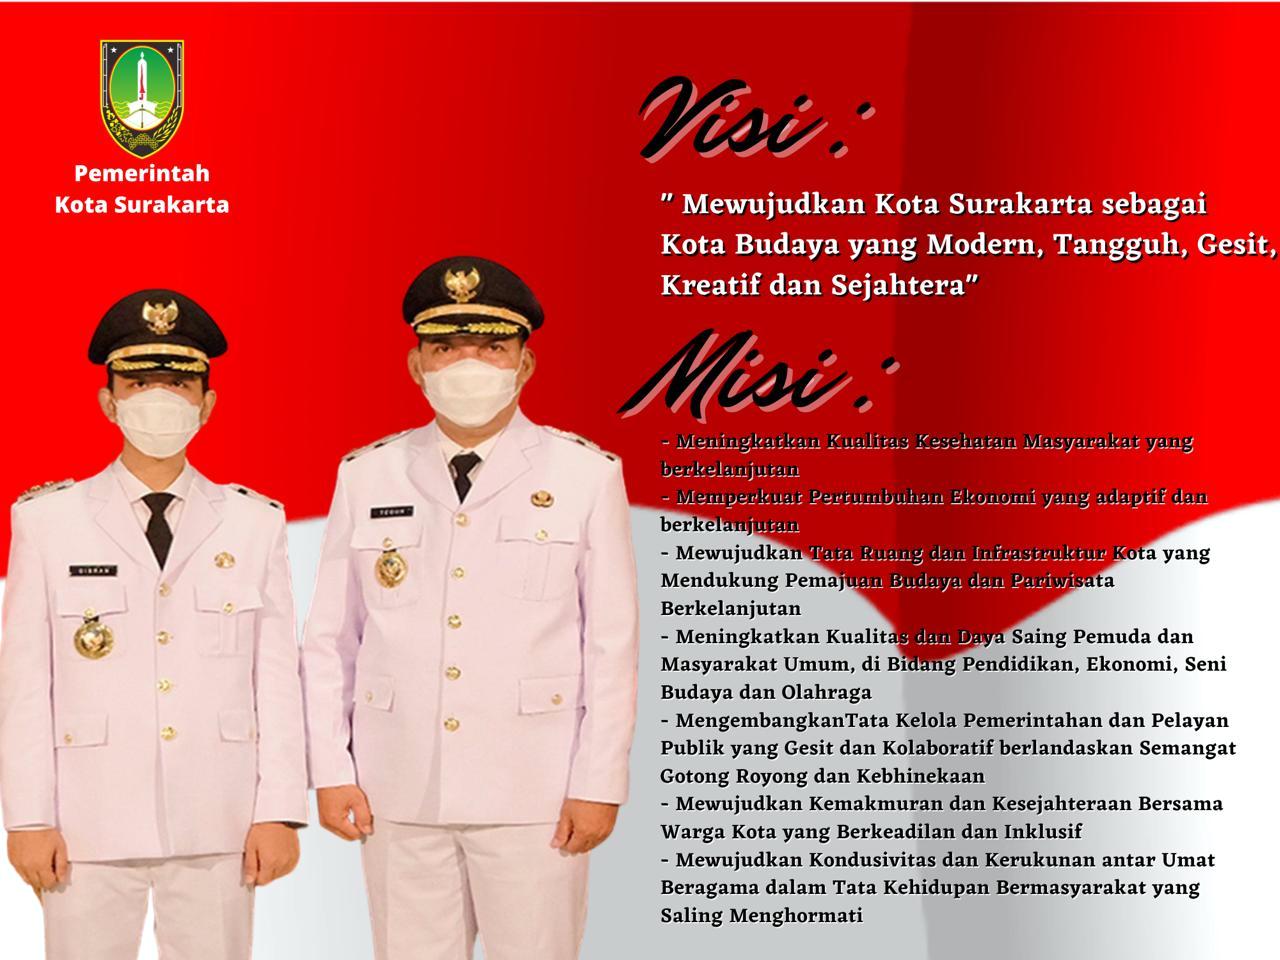 Pemerintah
Kota Surakarta
Visi :
" Mewujudkan Kota Surakarta sebagai
Kota Budaya yang Modern, Tangguh, Gesit,
Kreatif dan Sejahtera"
Misi :
- Meningkatkan Kualitas Kesehatan Masyarakat yang
berkelanjutan
- Memperkuat Pertumbuhan Ekonomi yang adaptif dan
berkelanjutan
- Mewujudkan Tata Ruang dan Infrastruktur Kota yang
Mendukung Pemajuan Budaya dan Pariwisata
Berkelanjutan
- Meningkatkan Kualitas dan Daya Saing Pemuda dan
Masyarakat Umum, di Bidang Pendidikan, Ekonomi, Seni
Budaya dan Olahraga
- MengembangkanTata Kelola Pemerintahan dan Pelayan
Publik yang Gesit dan Kolaboratif berlandaskan Semangat
Gotong Royong dan Kebhinekaan
- Mewujudkan Kemakmuran dan Kesejahteraan Bersama
Warga Kota yang Berkeadilan dan Inklusif
- Mewujudkan Kondusivitas dan Kerukunan antar Umat
Beragama dalam Tata Kehidupan Bermasyarakat yang
Saling Menghormati
GIBRAN
TEGUH